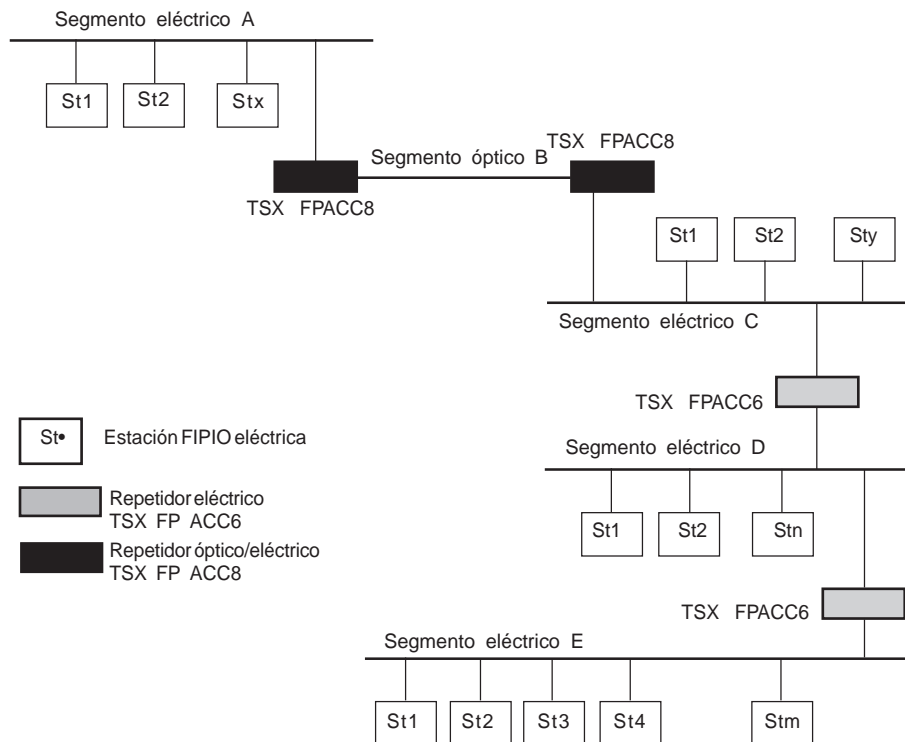 Segmento eléctrico A
St1 St2 Stx
TSX FPACC8
Segmento óptico B
TSX FPACC8
St1 St2 Sty
Segmento eléctrico C
TSX FPACC6
St• Estación FIPIO eléctrica
Segmento eléctrico D
Repetidor eléctrico
TSX FP ACC6
St1 St2 Stn
Repetidor óptico/eléctrico
TSX FP ACC8
TSX FPACC6
Segmento eléctrico E
St1 St2 St3 St4 Stm